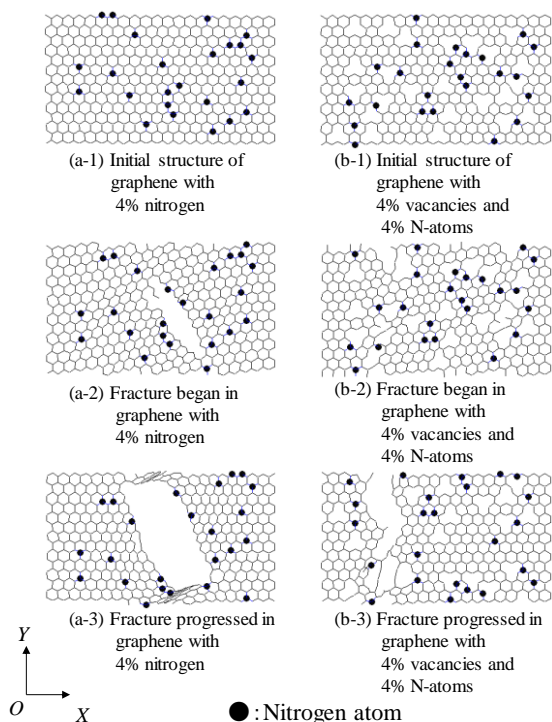 (a-1) Initial structure of
graphene with
4% nitrogen
(b-1) Initial structure of
graphene with
4% vacancies and
4% N-atoms
(a-2) Fracture began in
graphene with
4% nitrogen
(b-2) Fracture began in
graphene with
4% vacancies and
4% N-atoms
(a-3) Fracture progressed in
graphene with
4% nitrogen
(b-3) Fracture progressed in
graphene with
4% vacancies and
4% N-atoms
Y
O
X
: Nitrogen atom